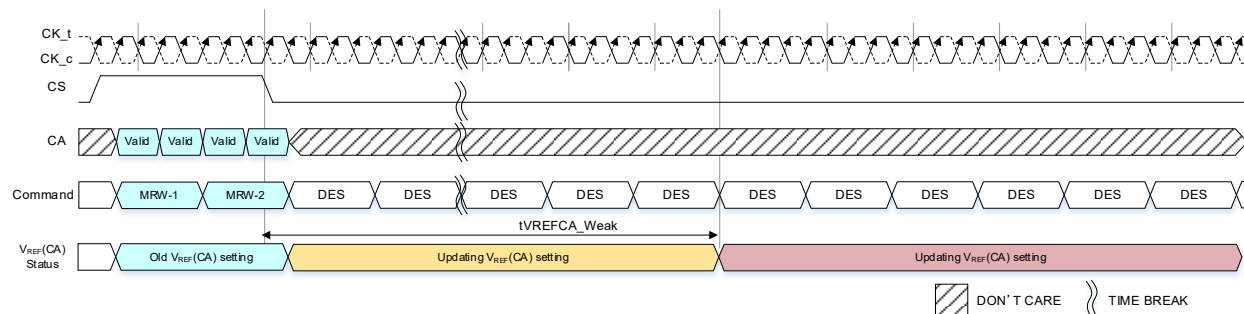 CK_t
CK_c
CS
CA Valid Valid Valid Valid
Command MRW-1 MRW-2 DES DES DES DES DES DES DES DES DES DES DES
tVREFCA_Weak
VREF(CA) Status Old VREF(CA) setting Updating VREF(CA) setting Updating VREF(CA) setting
DON'T CARE TIME BREAK